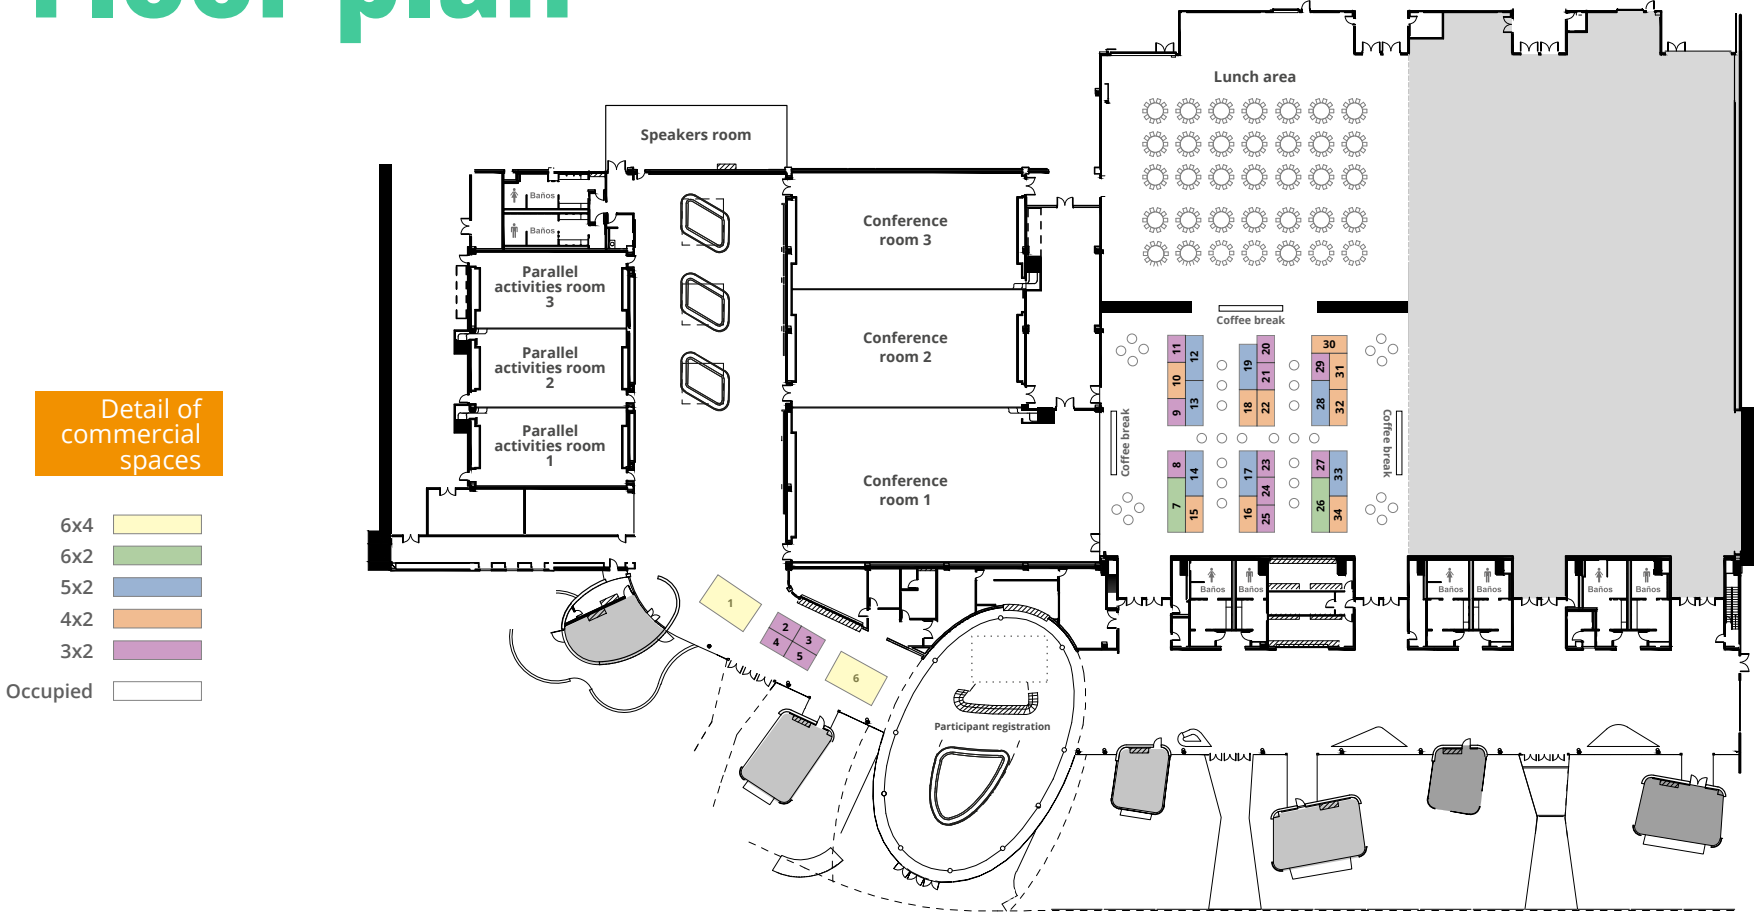 Floor plan
Detail of
commercial
spaces
6x4
6x2
5x2
4x2
3x2
Occupied
Speakers room
Baños
Baños
Parallel
activities room
3
Parallel
activities room
2
Parallel
activities room
1
Conference
room 3
Conference
room 2
Conference
room 1
Lunch area
Coffee break
Coffee break
Coffee break
11
12
10
9
13
19
20
21
18
22
30
29
31
28
32
8
14
7
15
17
23
24
16
25
27
33
26
34
1
2
3
4
5
6
Participant registration
Baños
Baños
Baños
Baños
Baños
Baños